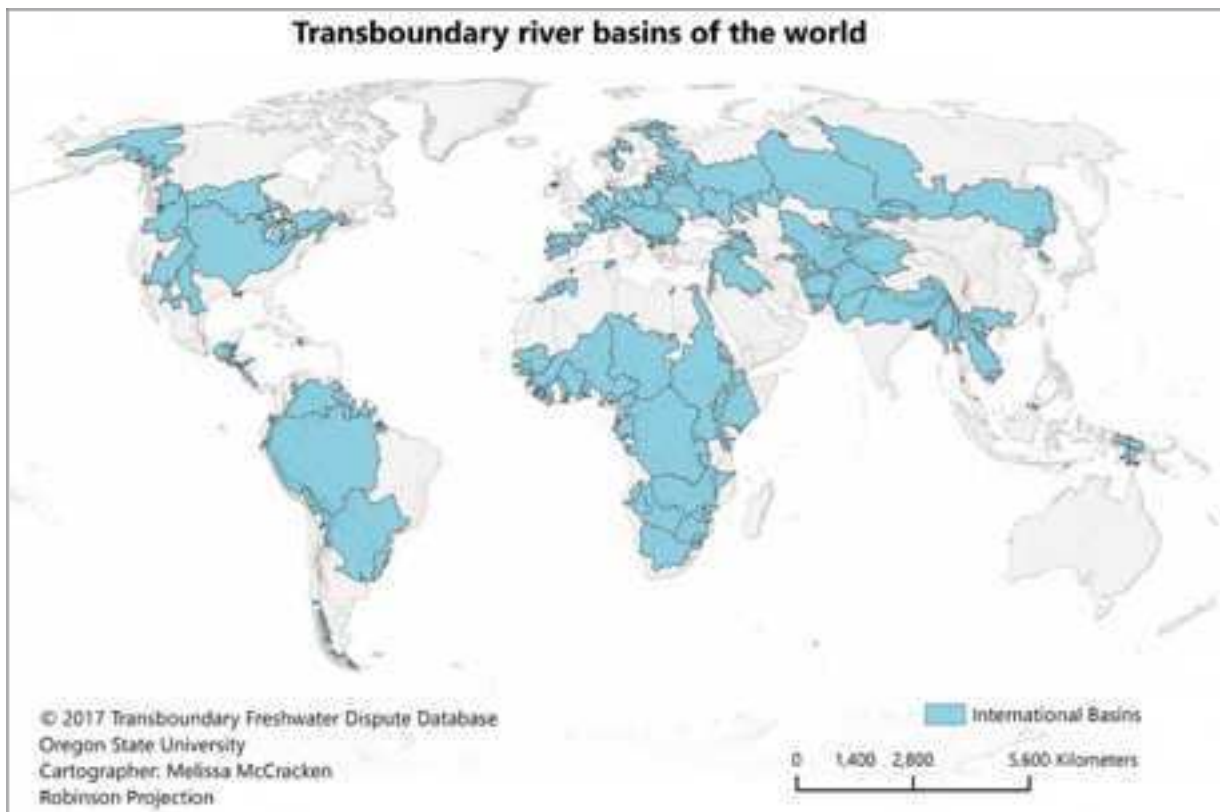 Transboundary river basins of the world
© 2017 Transboundary Freshwater Dispute Database
Oregon State University
Cartographer: Melissa McCracken
Robinson Projection
International Basins
0 1,400 2,800 5,600 Kilometers